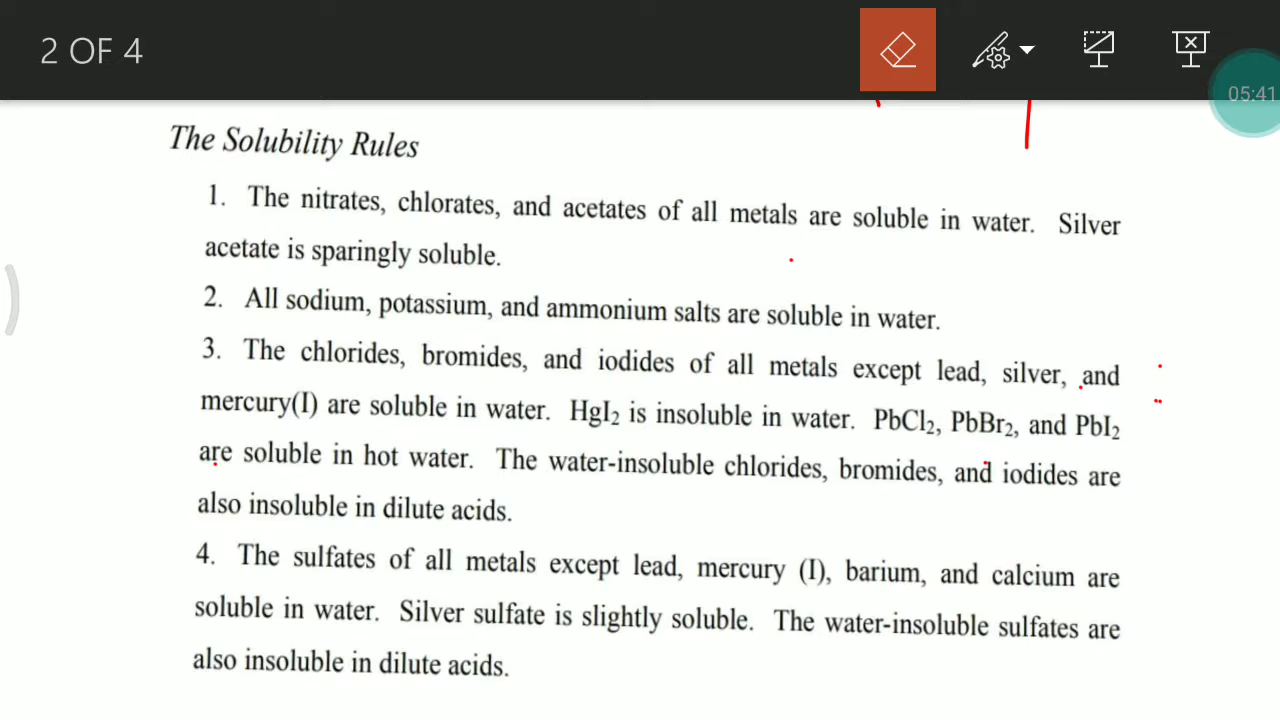 2 OF 4
05:41
The Solubility Rules
1. The nitrates, chlorates, and acetates of all metals are soluble in water. Silver
acetate is sparingly soluble.
2. All sodium, potassium, and ammonium salts are soluble in water.
3. The chlorides, bromides, and iodides of all metals except lead, silver, and
mercury(I) are soluble in water. HgI₂ is insoluble in water. PbCl₂, PbBr₂, and PbI₂
are soluble in hot water. The water-insoluble chlorides, bromides, and iodides are
also insoluble in dilute acids.
4. The sulfates of all metals except lead, mercury (I), barium, and calcium are
soluble in water. Silver sulfate is slightly soluble. The water-insoluble sulfates are
also insoluble in dilute acids.